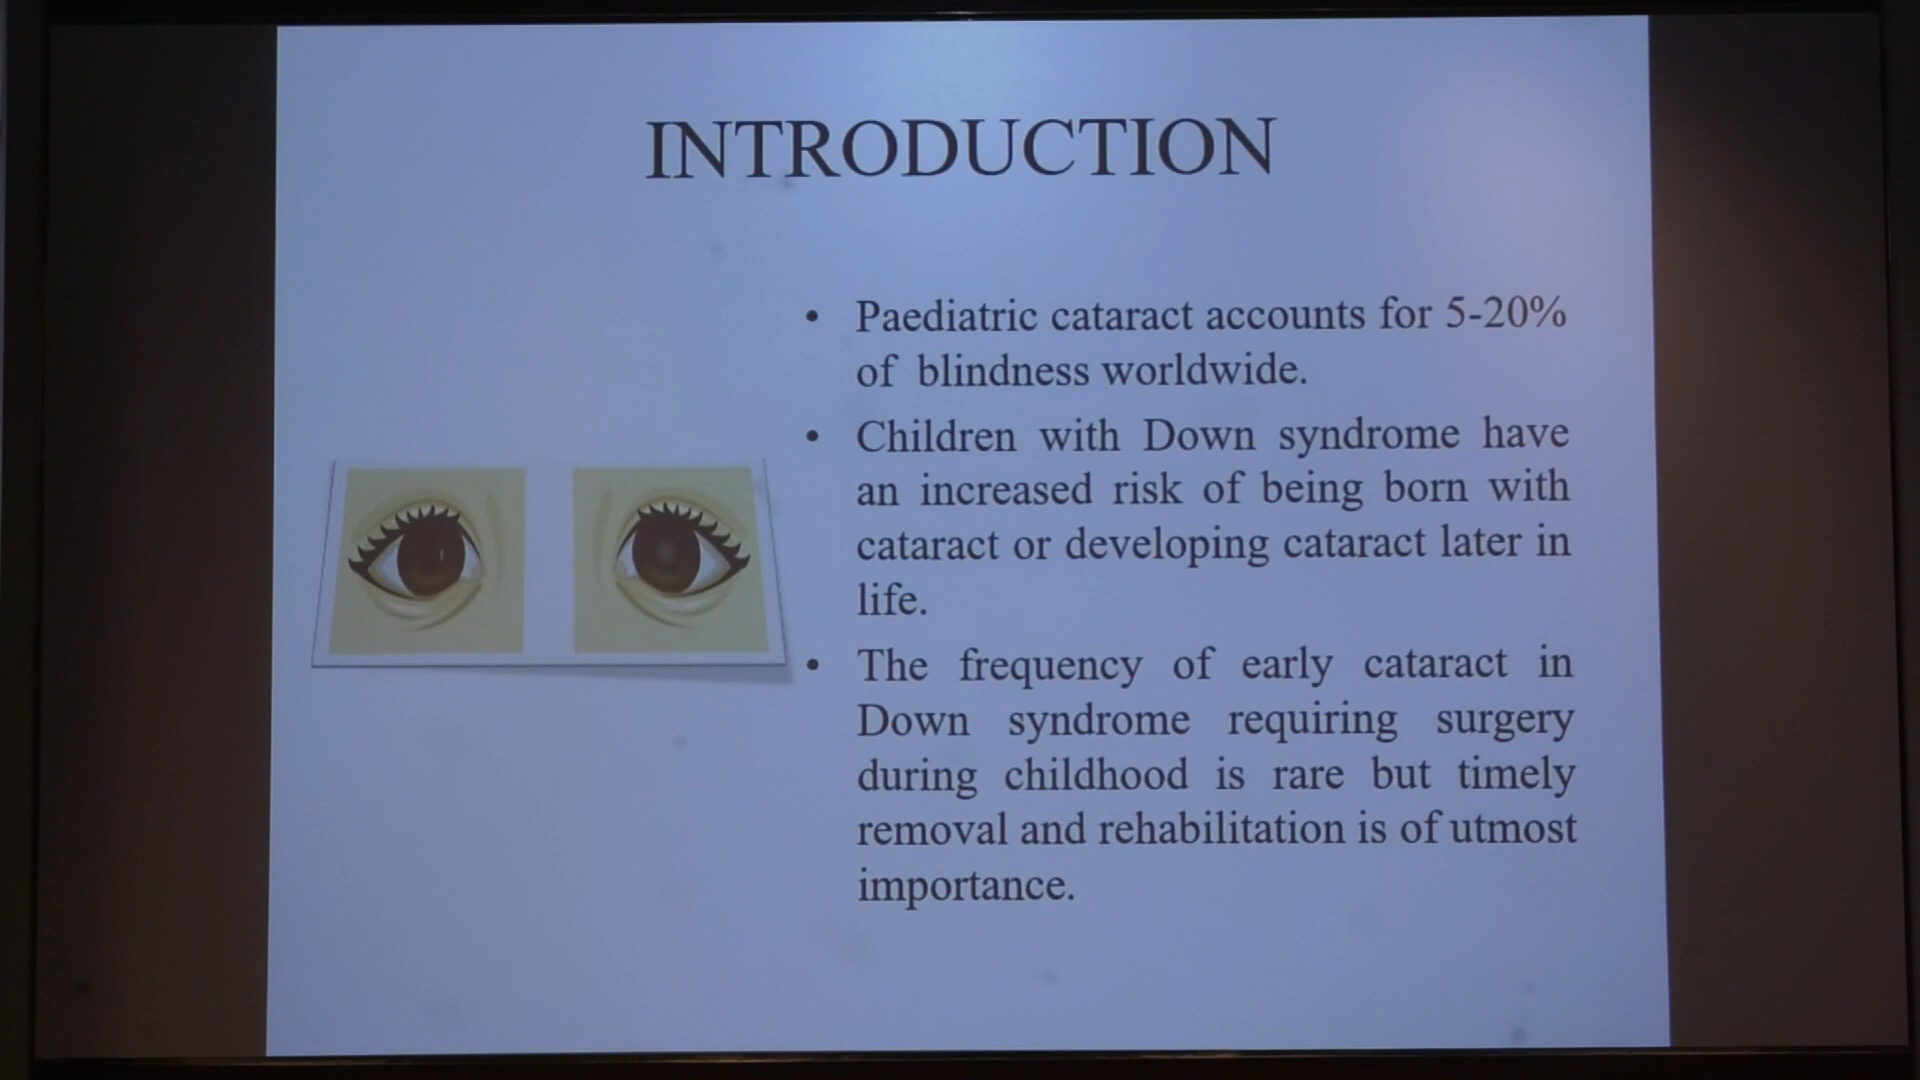 INTRODUCTION
• Paediatric cataract accounts for 5-20%
of blindness worldwide.
• Children with Down syndrome have
an increased risk of being born with
cataract or developing cataract later in
life.
• The frequency of early cataract in
Down syndrome requiring surgery
during childhood is rare but timely
removal and rehabilitation is of utmost
importance.